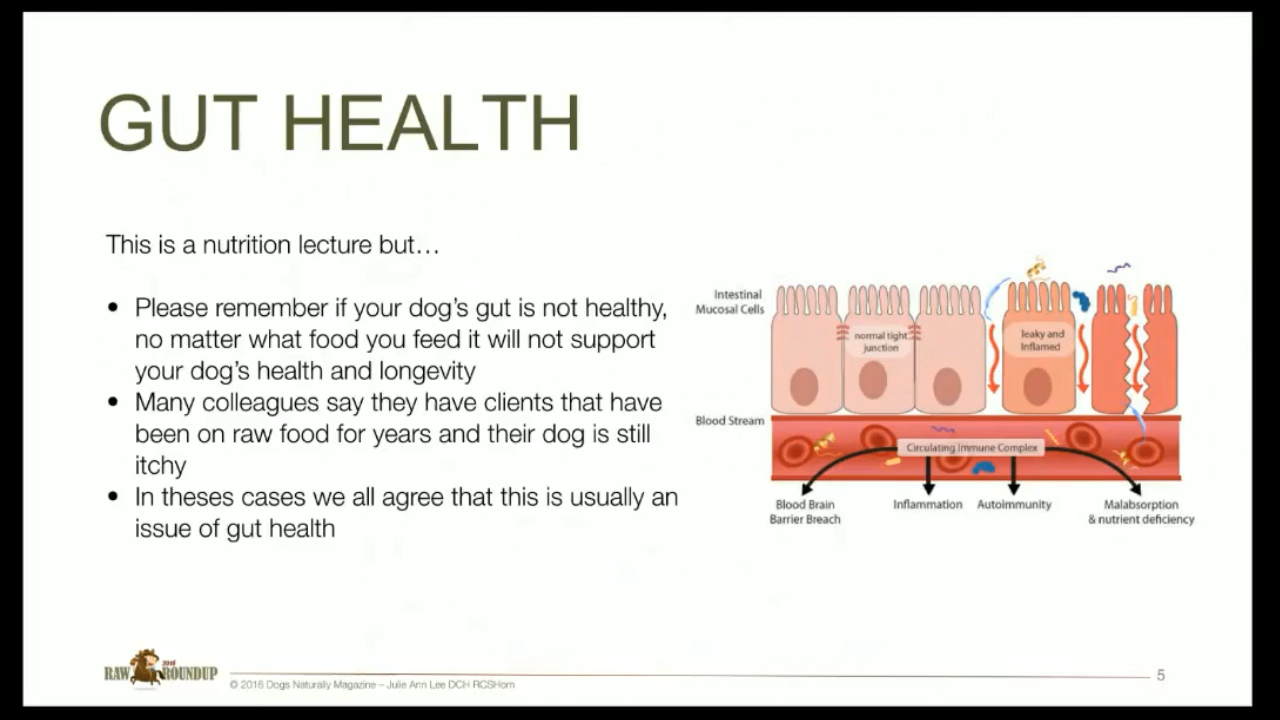 GUT HEALTH
This is a nutrition lecture but…
• Please remember if your dog's gut is not healthy,
no matter what food you feed it will not support
your dog's health and longevity
• Many colleagues say they have clients that have
been on raw food for years and their dog is still
itchy
• In theses cases we all agree that this is usually an
issue of gut health
Intestinal
Mucosal Cells
normal tight
junction
leaky and
Inflamed
Blood Stream
Circulating Immune Complex
Blood Brain
Barrier Breach
Inflammation
Autoimmunity
Malabsorption
& nutrient deficiency
RAW 2016 ROUNDUP
© 2016 Dogs Naturally Magazine – Julie Ann Lee DCH RCSHom
5